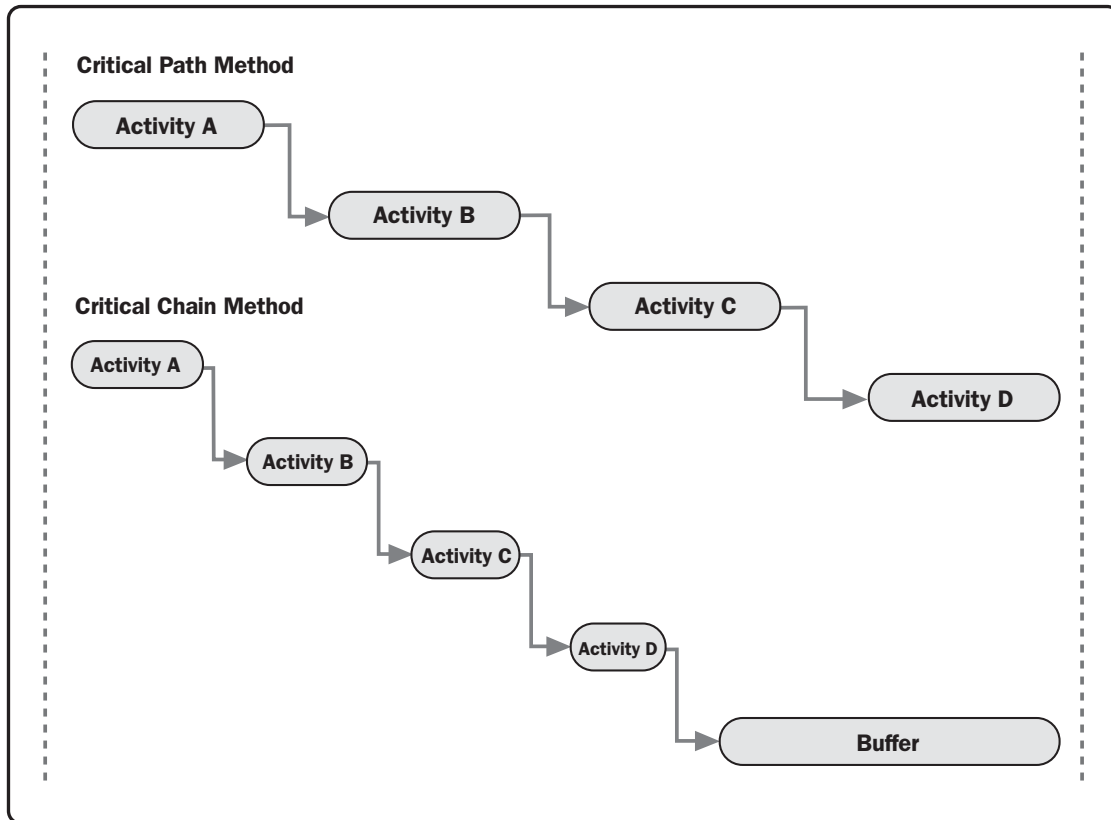 Critical Path Method
Activity A
Activity B
Activity C
Activity D
Critical Chain Method
Activity A
Activity B
Activity C
Activity D
Buffer